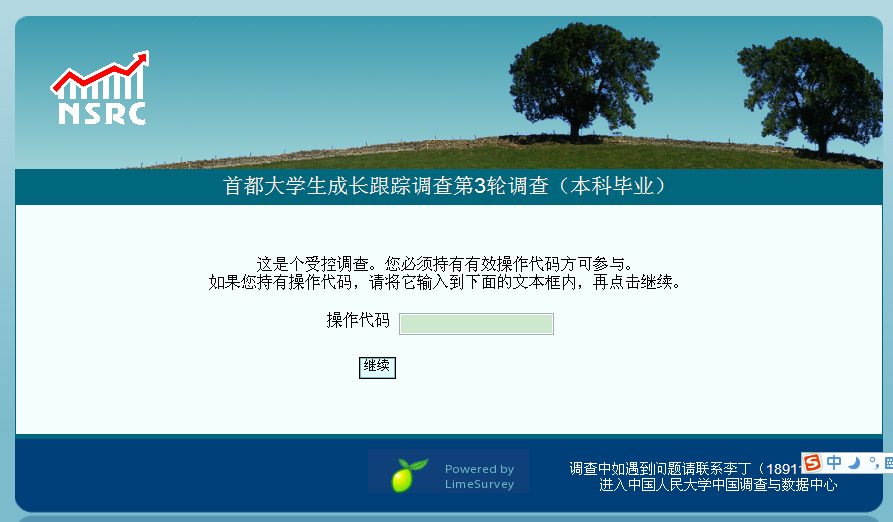 NSRC
首都大学生成长跟踪调查第3轮调查（本科毕业）
这是个受控调查。您必须持有有效操作代码方可参与。
如果您持有操作代码，请将它输入到下面的文本框内，再点击继续。
操作代码
继续
Powered by
LimeSurvey
调查中如遇到问题请联系李丁（1891
中
进入中国人民大学中国调查与数据中心